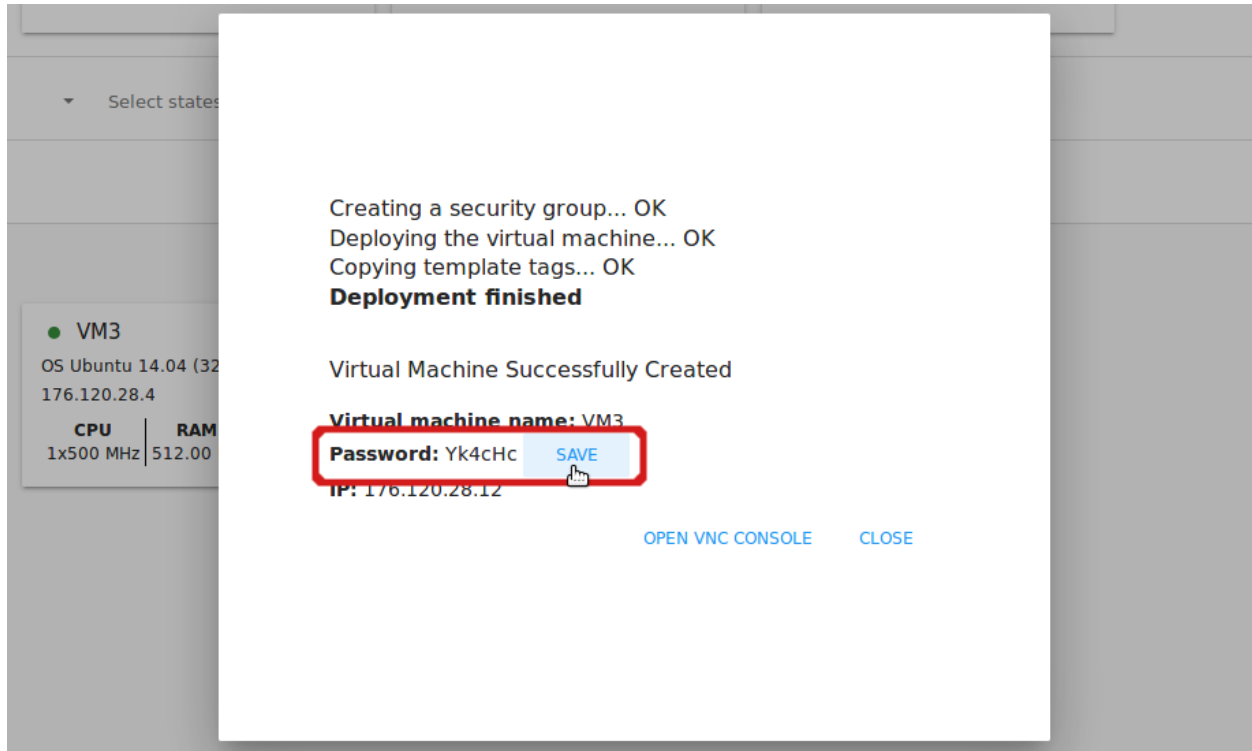 Select states
Creating a security group... OK
Deploying the virtual machine... OK
Copying template tags... OK
Deployment finished
VM3
OS Ubuntu 14.04 (32
176.120.28.4
CPU RAM
1x500 MHz 512.00
Virtual Machine Successfully Created
Virtual machine name: VM3
Password: Yk4cHc SAVE
IP: 176.120.28.12
OPEN VNC CONSOLE CLOSE